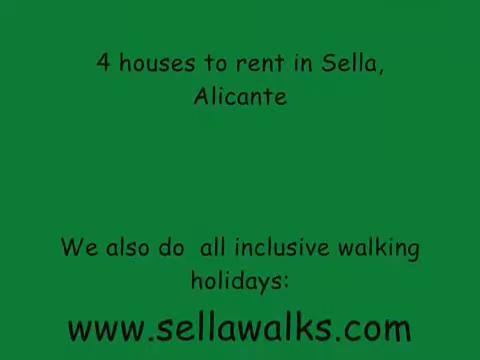 4 houses to rent in Sella,
Alicante
We also do  all inclusive walking
holidays:
www.sellawalks.com